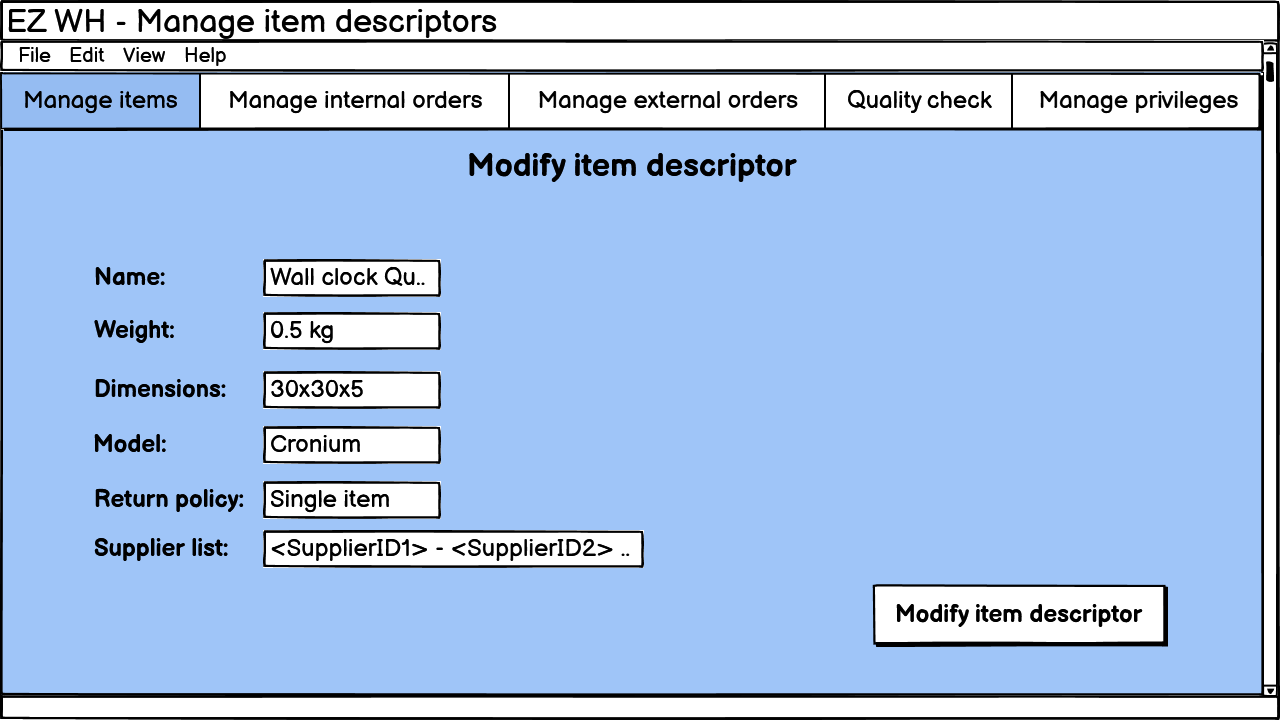 EZ WH - Manage item descriptors
File Edit View Help
Manage items Manage internal orders Manage external orders Quality check Manage privileges
Modify item descriptor
Name: Wall clock Qu..
Weight: 0.5 kg
Dimensions: 30x30x5
Model: Cronium
Return policy: Single item
Supplier list: <SupplierID1> - <SupplierID2> ..
Modify item descriptor